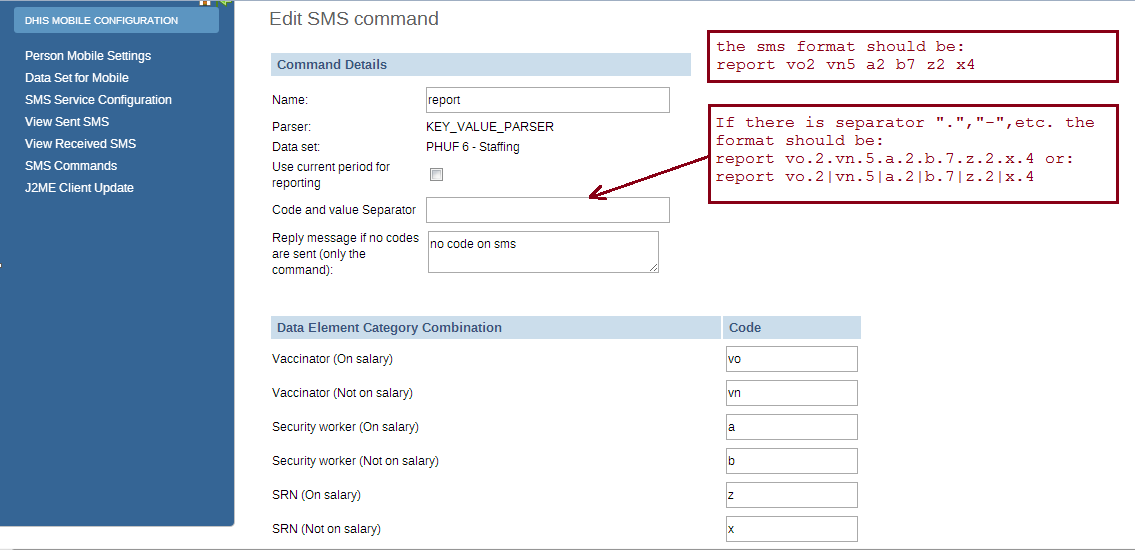 DHIS MOBILE CONFIGURATION
Person Mobile Settings
Data Set for Mobile
SMS Service Configuration
View Sent SMS
View Received SMS
SMS Commands
J2ME Client Update
Edit SMS command
Command Details
Name: report
Parser: KEY_VALUE_PARSER
Data set: PHUF 6 - Staffing
Use current period for
reporting
Code and value Separator
Reply message if no codes
are sent (only the
command):
no code on sms
the sms format should be:
report vo2 vn5 a2 b7 z2 x4
If there is separator ".","-",etc. the
format should be:
report vo.2.vn.5.a.2.b.7.z.2.x.4 or:
report vo.2|vn.5|a.2|b.7|z.2|x.4
Data Element Category Combination Code
Vaccinator (On salary) vo
Vaccinator (Not on salary) vn
Security worker (On salary) a
Security worker (Not on salary) b
SRN (On salary) z
SRN (Not on salary) x